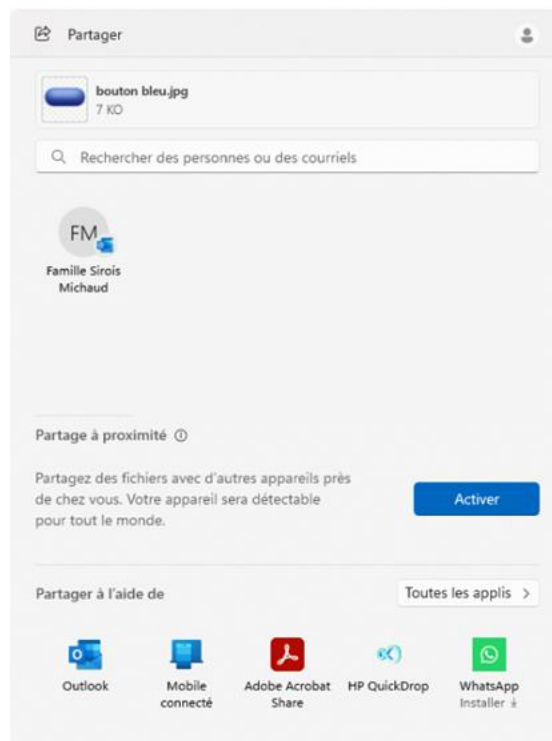 Partager
bouton bleu.jpg
7 KO
Rechercher des personnes ou des courriels
FM
Famille Sirois
Michaud
Partage à proximité
Partagez des fichiers avec d'autres appareils près
de chez vous. Votre appareil sera détectable
pour tout le monde.
Activer
Partager à l'aide de
Toutes les applis >
Outlook
Mobile
connecté
Adobe Acrobat
Share
HP QuickDrop
WhatsApp
Installer